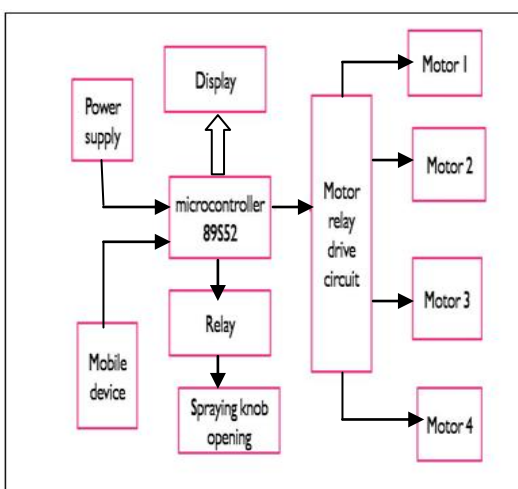 Display
Power
supply
microcontroller
89S52
Mobile
device
Relay
Spraying knob
opening
Motor
relay
drive
circuit
Motor 1
Motor 2
Motor 3
Motor 4